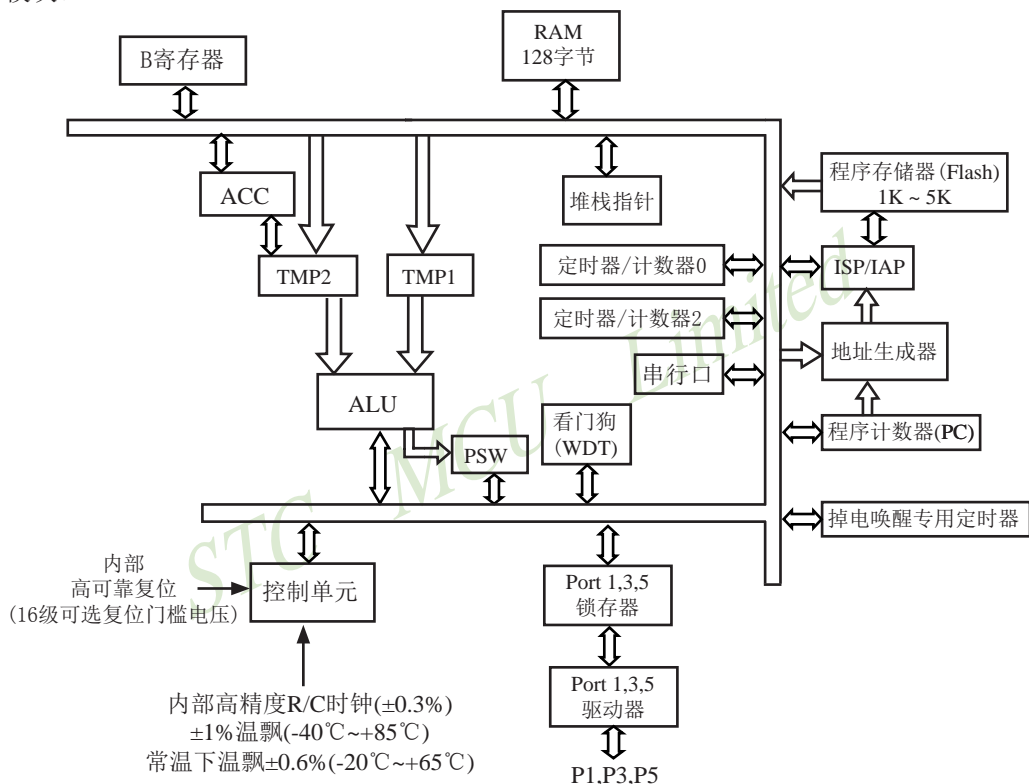 B寄存器
RAM
128字节
ACC
堆栈指针
程序存储器(Flash)
1K ~ 5K
TMP2
TMP1
定时器/计数器0
ISP/IAP
定时器/计数器2
地址生成器
串行口
ALU
看门狗
(WDT)
程序计数器(PC)
PSW
掉电唤醒专用定时器
STC MCU Limited
内部
高可靠复位
(16级可选复位门槛电压)
控制单元
Port 1,3,5
锁存器
内部高精度R/C时钟(±0.3%)
±1%温飘(-40℃~+85℃)
常温下温飘±0.6%(-20℃~+65℃)
Port 1,3,5
驱动器
P1,P3,P5